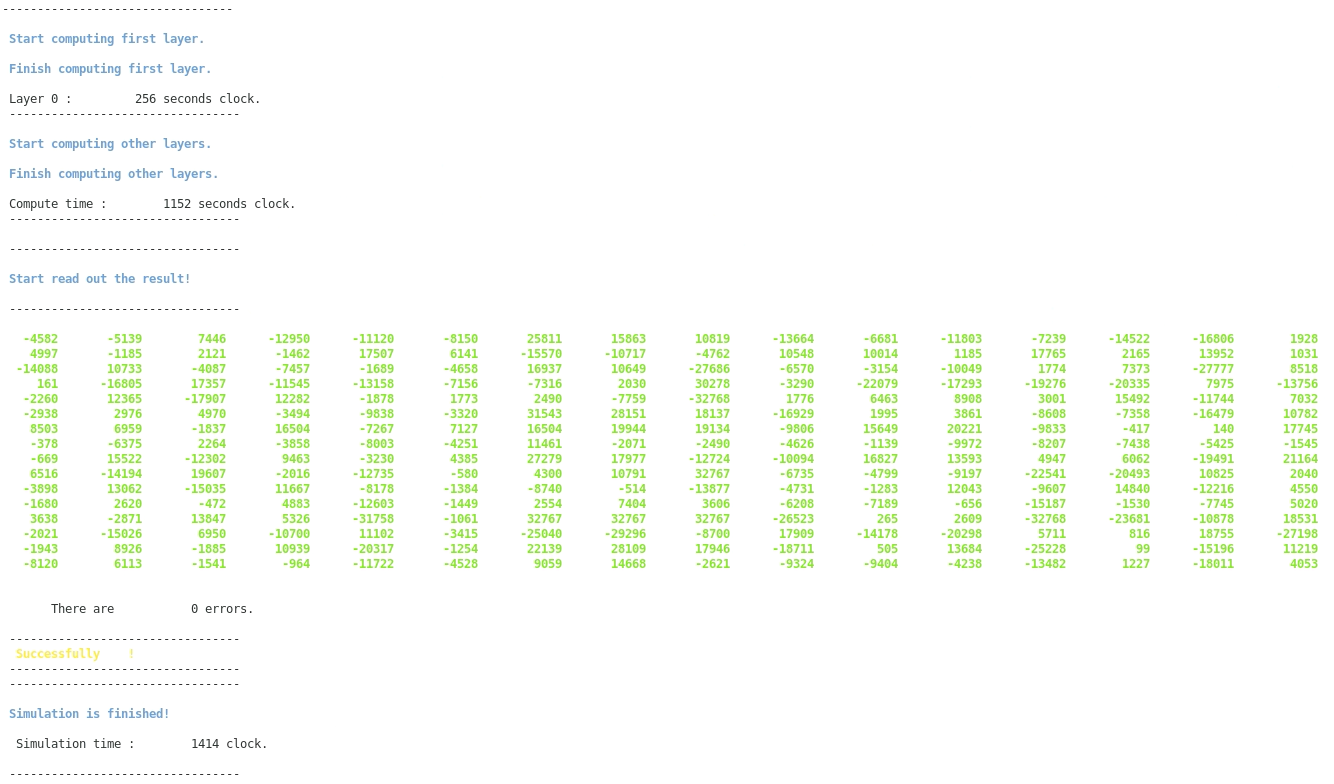 ---------------------------------
Start computing first layer.
Finish computing first layer.
Layer 0 :         256 seconds clock.
---------------------------------
Start computing other layers.
Finish computing other layers.
Compute time :        1152 seconds clock.
---------------------------------
---------------------------------
Start read out the result!
---------------------------------
-4582 -5139 7446 -12950 -11120 -8150 25811 15863 10819 -13664 -6681 -11803 -7239 -14522 -16806 1928
4997 -1185 2121 -1462 17507 6141 -15570 -10717 -4762 10548 10014 1185 17765 2165 13952 1031
-14088 10733 -4087 -7457 -1689 -4658 16937 10649 -27686 -6570 -3154 -10049 1774 7373 -27777 8518
161 -16805 17357 -11545 -13158 -7156 -7316 2030 30278 -3290 -22079 -17293 -19276 -20335 7975 -13756
-2260 12365 -17907 12282 -1878 1773 2490 -7759 -32768 1776 6463 8908 3001 15492 -11744 7032
-2938 2976 4970 -3494 -9838 -3320 31543 28151 18137 -16929 1995 3861 -8608 -7358 -16479 10782
8503 6959 -1837 16504 -7267 7127 16504 19944 19134 -9806 15649 20221 -9833 -417 140 17745
-378 -6375 2264 -3858 -8003 -4251 11461 -2071 -2490 -4626 -1139 -9972 -8207 -7438 -5425 -1545
-669 15522 -12302 9463 -3230 4385 27279 17977 -12724 -10094 16827 13593 4947 6062 -19491 21164
6516 -14194 19607 -2016 -12735 -580 4300 10791 32767 -6735 -4799 -9197 -22541 -20493 10825 2040
-3898 13062 -15035 11667 -8178 -1384 -8740 -514 -13877 -4731 -1283 12043 -9607 14840 -12216 4550
-1680 2620 -472 4883 -12603 -1449 2554 7404 3606 -6208 -7189 -656 -15187 -1530 -7745 5020
3638 -2871 13847 5326 -31758 -1061 32767 32767 32767 -26523 265 2609 -32768 -23681 -10878 18531
-2021 -15026 6950 -10700 11102 -3415 -25040 -29296 -8700 17909 -14178 -20298 5711 816 18755 -27198
-1943 8926 -1885 10939 -20317 -1254 22139 28109 17946 -18711 505 13684 -25228 99 -15196 11219
-8120 6113 -1541 -964 -11722 -4528 9059 14668 -2621 -9324 -9404 -4238 -13482 1227 -18011 4053
There are           0 errors.
---------------------------------
Successfully    !
---------------------------------
---------------------------------
Simulation is finished!
Simulation time :        1414 clock.
---------------------------------